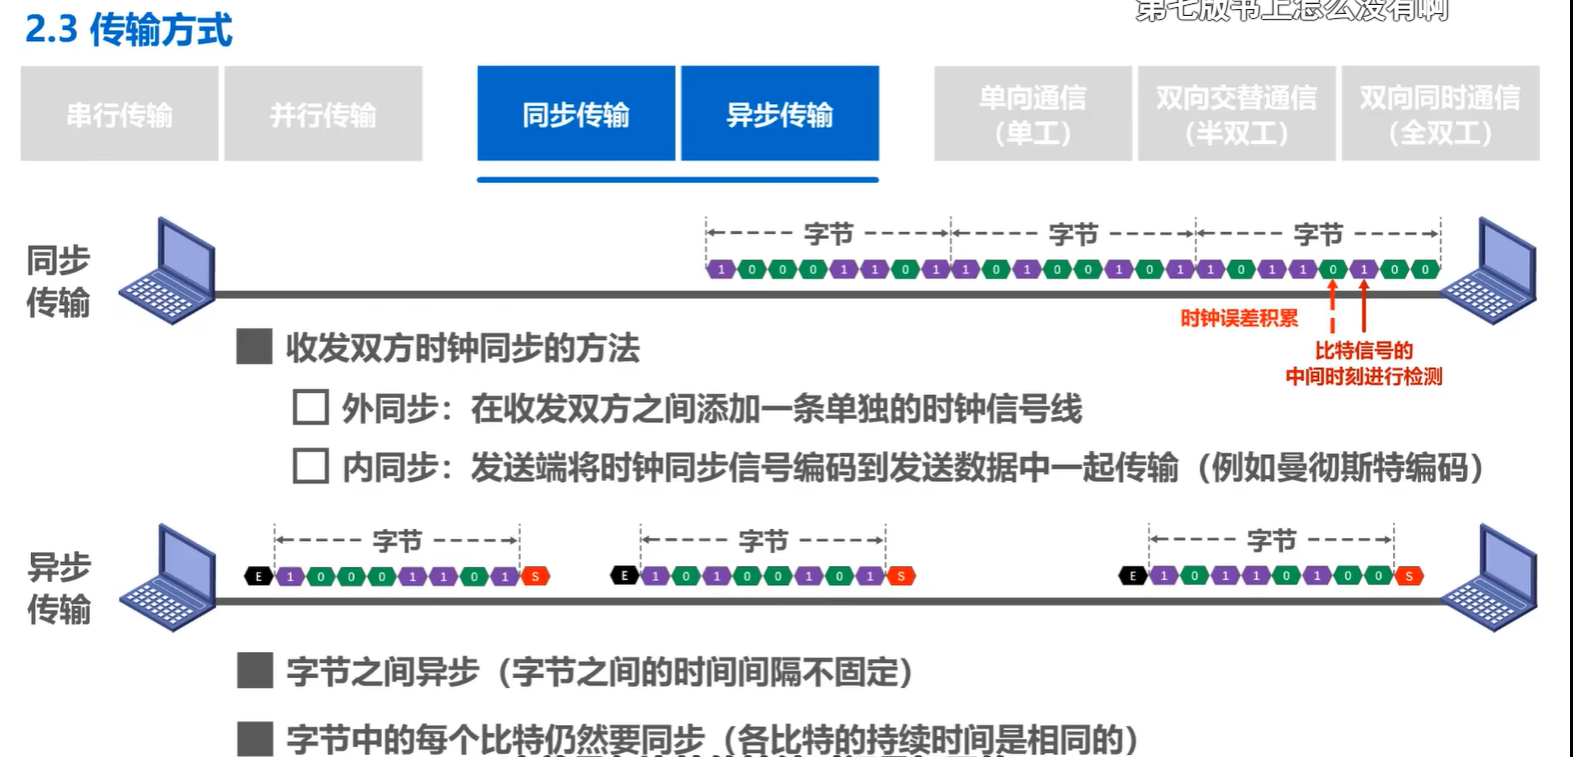 第七版书上怎么没有啊
2.3 传输方式
串行传输
并行传输
同步传输
异步传输
单向通信
（单工）
双向交替通信
（半双工）
双向同时通信
（全双工）
同步
传输
字节
字节
字节
1 0 0 0 1 1 0 1 1 0 1 0 0 1 0 1 1 0 1 1 0 1 0 0
时钟误差积累
比特信号的
中间时刻进行检测
收发双方时钟同步的方法
外同步：在收发双方之间添加一条单独的时钟信号线
内同步：发送端将时钟同步信号编码到发送数据中一起传输（例如曼彻斯特编码）
异步
传输
字节
字节
字节
E 1 0 0 0 1 1 0 1 S
E 1 0 1 0 0 1 0 1 S
E 1 0 1 1 0 1 0 0 S
字节之间异步（字节之间的时间间隔不固定）
字节中的每个比特仍然要同步（各比特的持续时间是相同的）